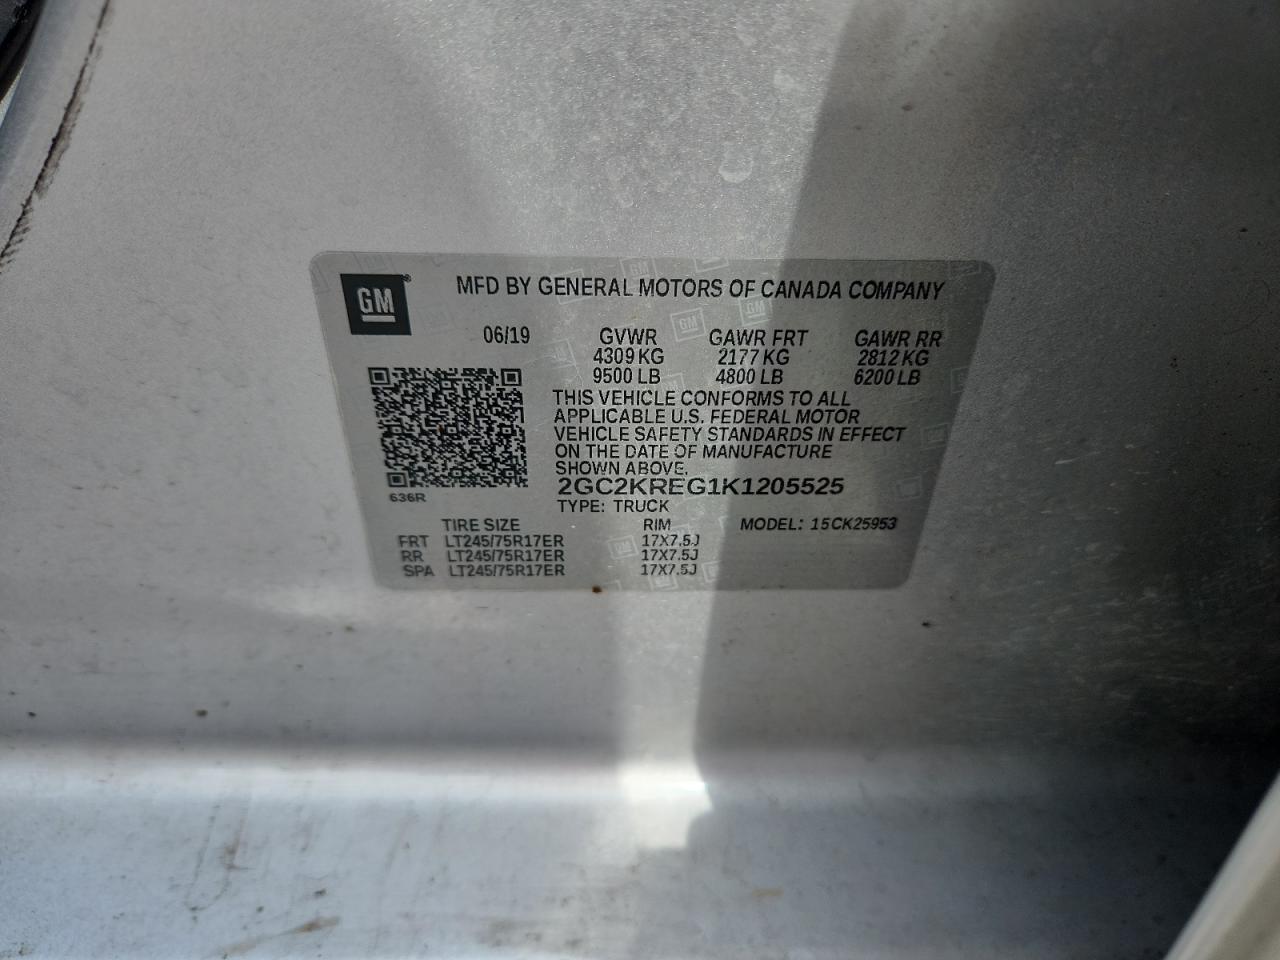 GM
MFD BY GENERAL MOTORS OF CANADA COMPANY
06/19 GVWR GAWR FRT GAWR RR
4309 KG 2177 KG 2812 KG
9500 LB 4800 LB 6200 LB
THIS VEHICLE CONFORMS TO ALL
APPLICABLE U.S. FEDERAL MOTOR
VEHICLE SAFETY STANDARDS IN EFFECT
ON THE DATE OF MANUFACTURE
SHOWN ABOVE.
2GC2KREG1K1205525
636R
TYPE: TRUCK
TIRE SIZE RIM MODEL: 15CK25953
FRT LT245/75R17ER 17X7.5J
RR LT245/75R17ER 17X7.5J
SPA LT245/75R17ER 17X7.5J